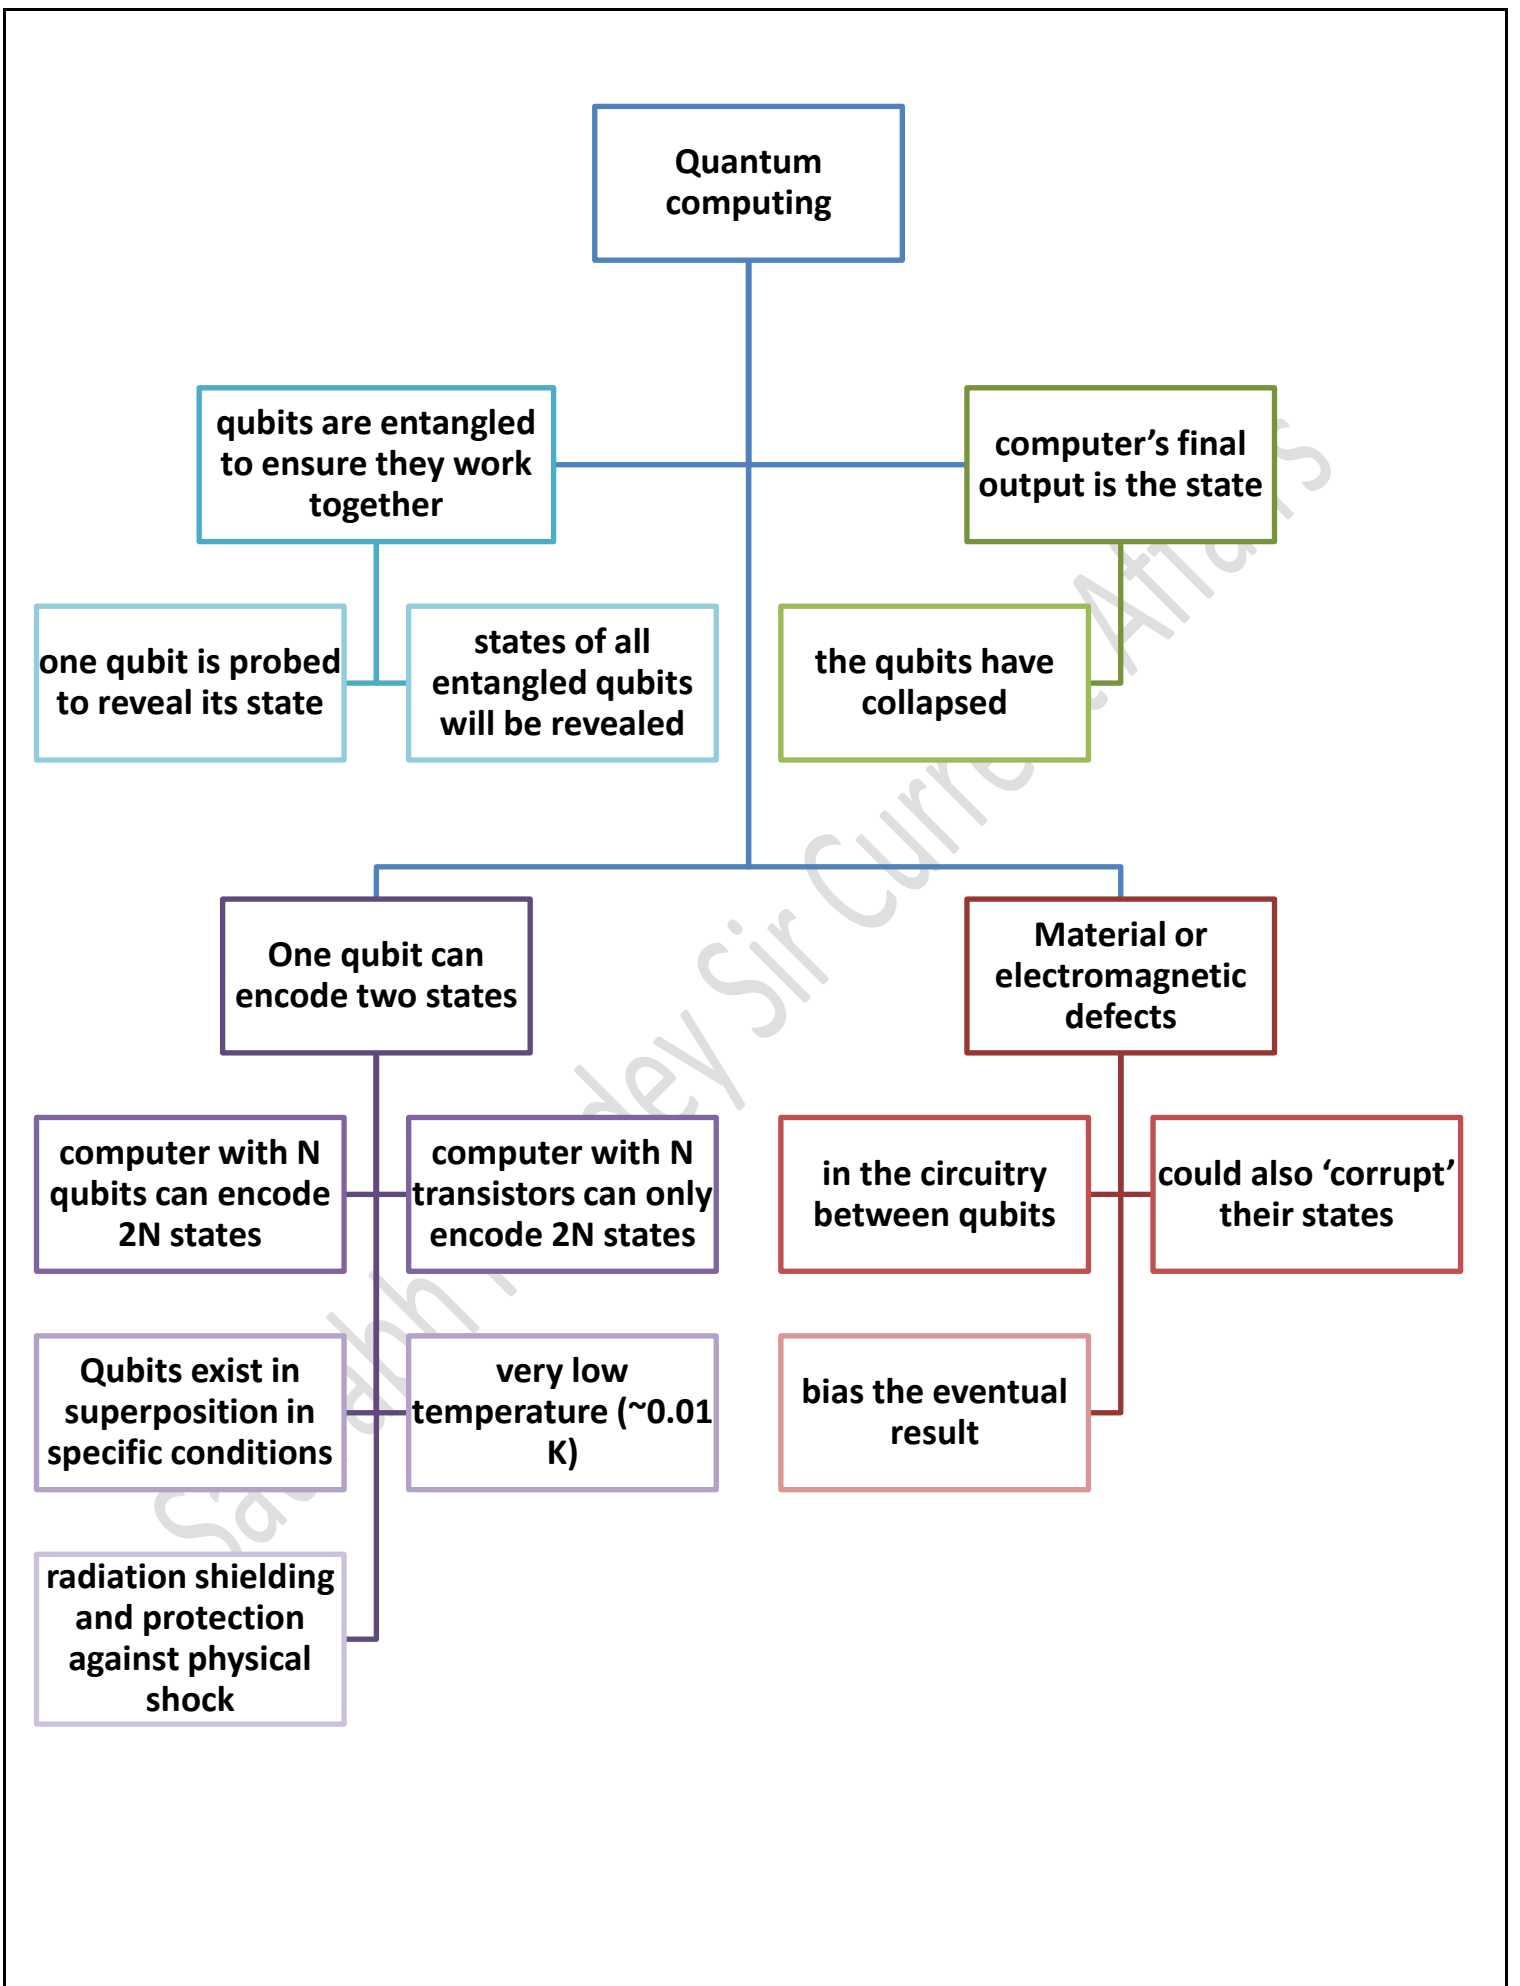 Quantum
computing
qubits are entangled
to ensure they work
together
computer’s final
output is the state
one qubit is probed
to reveal its state
states of all
entangled qubits
will be revealed
the qubits have
collapsed
One qubit can
encode two states
Material or
electromagnetic
defects
computer with N
qubits can encode
2N states
computer with N
transistors can only
encode 2N states
in the circuitry
between qubits
could also ‘corrupt’
their states
Qubits exist in
superposition in
specific conditions
very low
temperature (~0.01
K)
bias the eventual
result
radiation shielding
and protection
against physical
shock
Sir